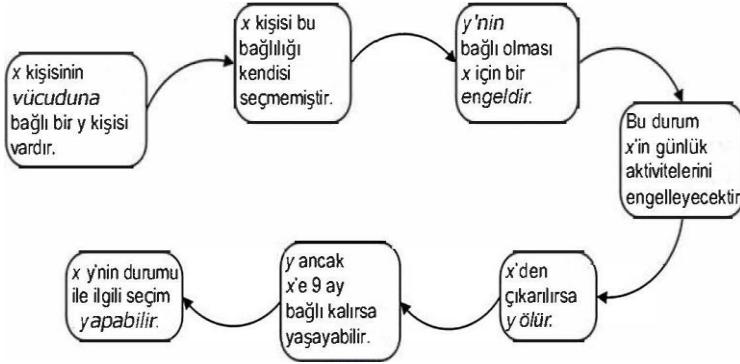 x kişisinin
vücuduna
bağlı bir y kişisi
vardır.
x kişisi bu
bağlılığı
kendisi
seçmemiştir.
y'nin
bağlı olması
x için bir
engeldir.
Bu durum
x'in günlük
aktivitelerini
engelleyecektir
x'den
çıkarılırsa
y ölür.
y ancak
x'e 9 ay
bağlı kalırsa
yaşayabilir.
x y'nin durumu
ile ilgili seçim
yapabilir.